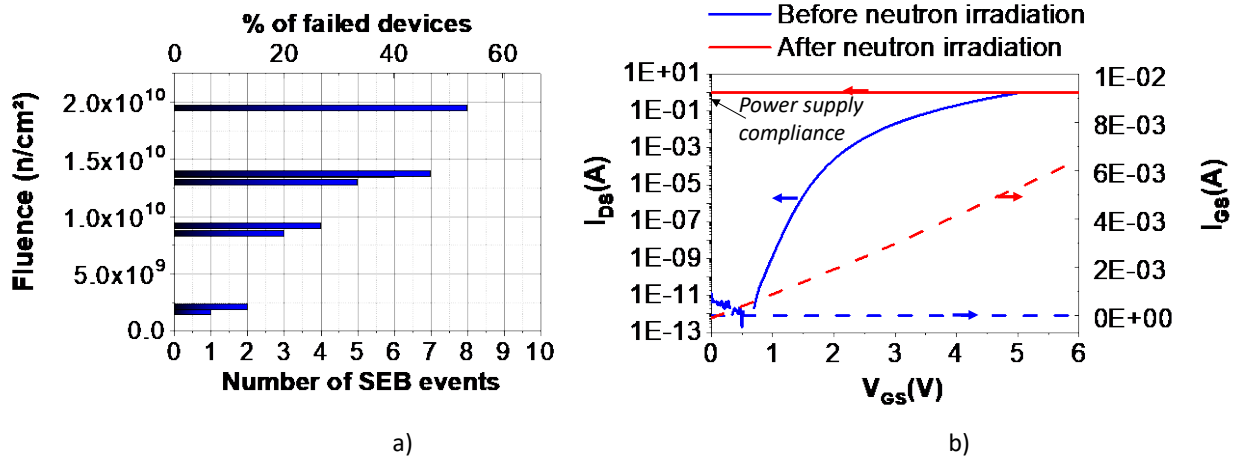 % of failed devices
0 20 40 60
Fluence (n/cm²)
2.0x10¹⁰
1.5x10¹⁰
1.0x10¹⁰
5.0x10⁹
0.0
0 1 2 3 4 5 6 7 8 9 10
Number of SEB events
a)
Before neutron irradiation
After neutron irradiation
I_DS(A)
1E+01
1E-01
1E-03
1E-05
1E-07
1E-09
1E-11
1E-13
Power supply
compliance
1E-02
8E-03
6E-03
4E-03
2E-03
0E+00
I_GS(A)
0 1 2 3 4 5 6
V_GS(V)
b)